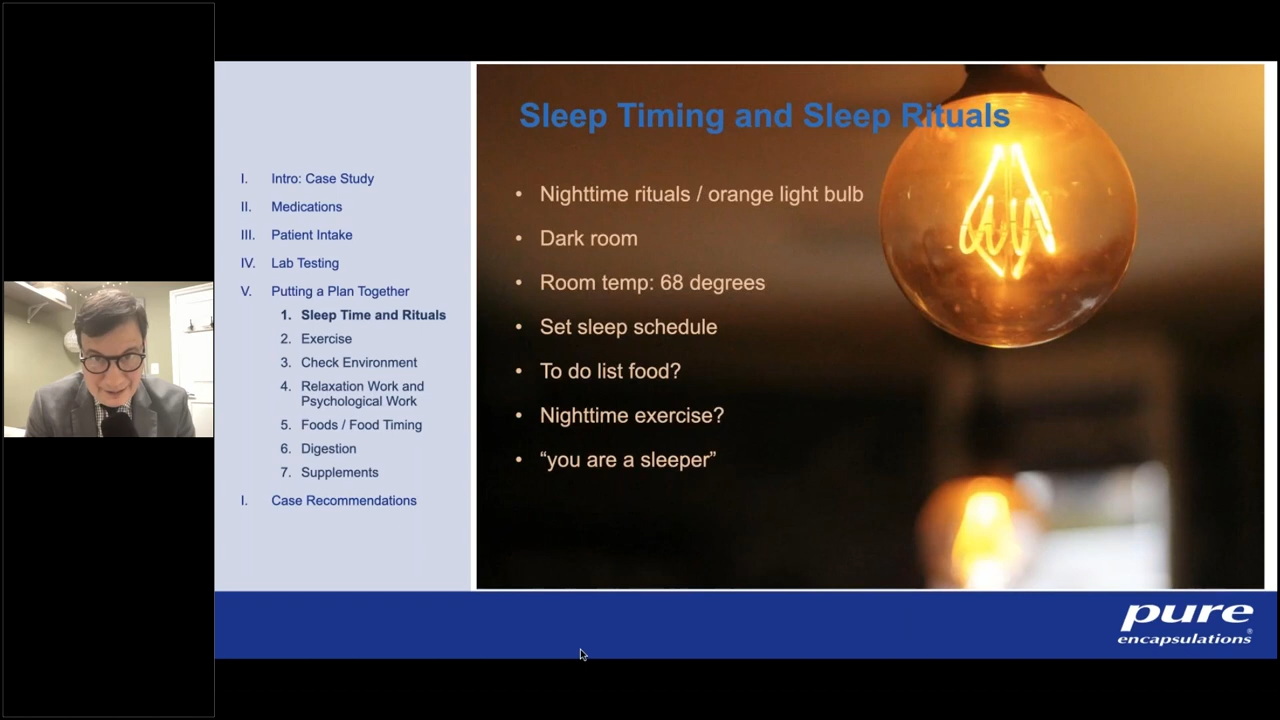 I. Intro: Case Study
II. Medications
III. Patient Intake
IV. Lab Testing
V. Putting a Plan Together
1. Sleep Time and Rituals
2. Exercise
3. Check Environment
4. Relaxation Work and
Psychological Work
5. Foods / Food Timing
6. Digestion
7. Supplements
I. Case Recommendations
Sleep Timing and Sleep Rituals
• Nighttime rituals / orange light bulb
• Dark room
• Room temp: 68 degrees
• Set sleep schedule
• To do list food?
• Nighttime exercise?
• “you are a sleeper”
pure
encapsulations®